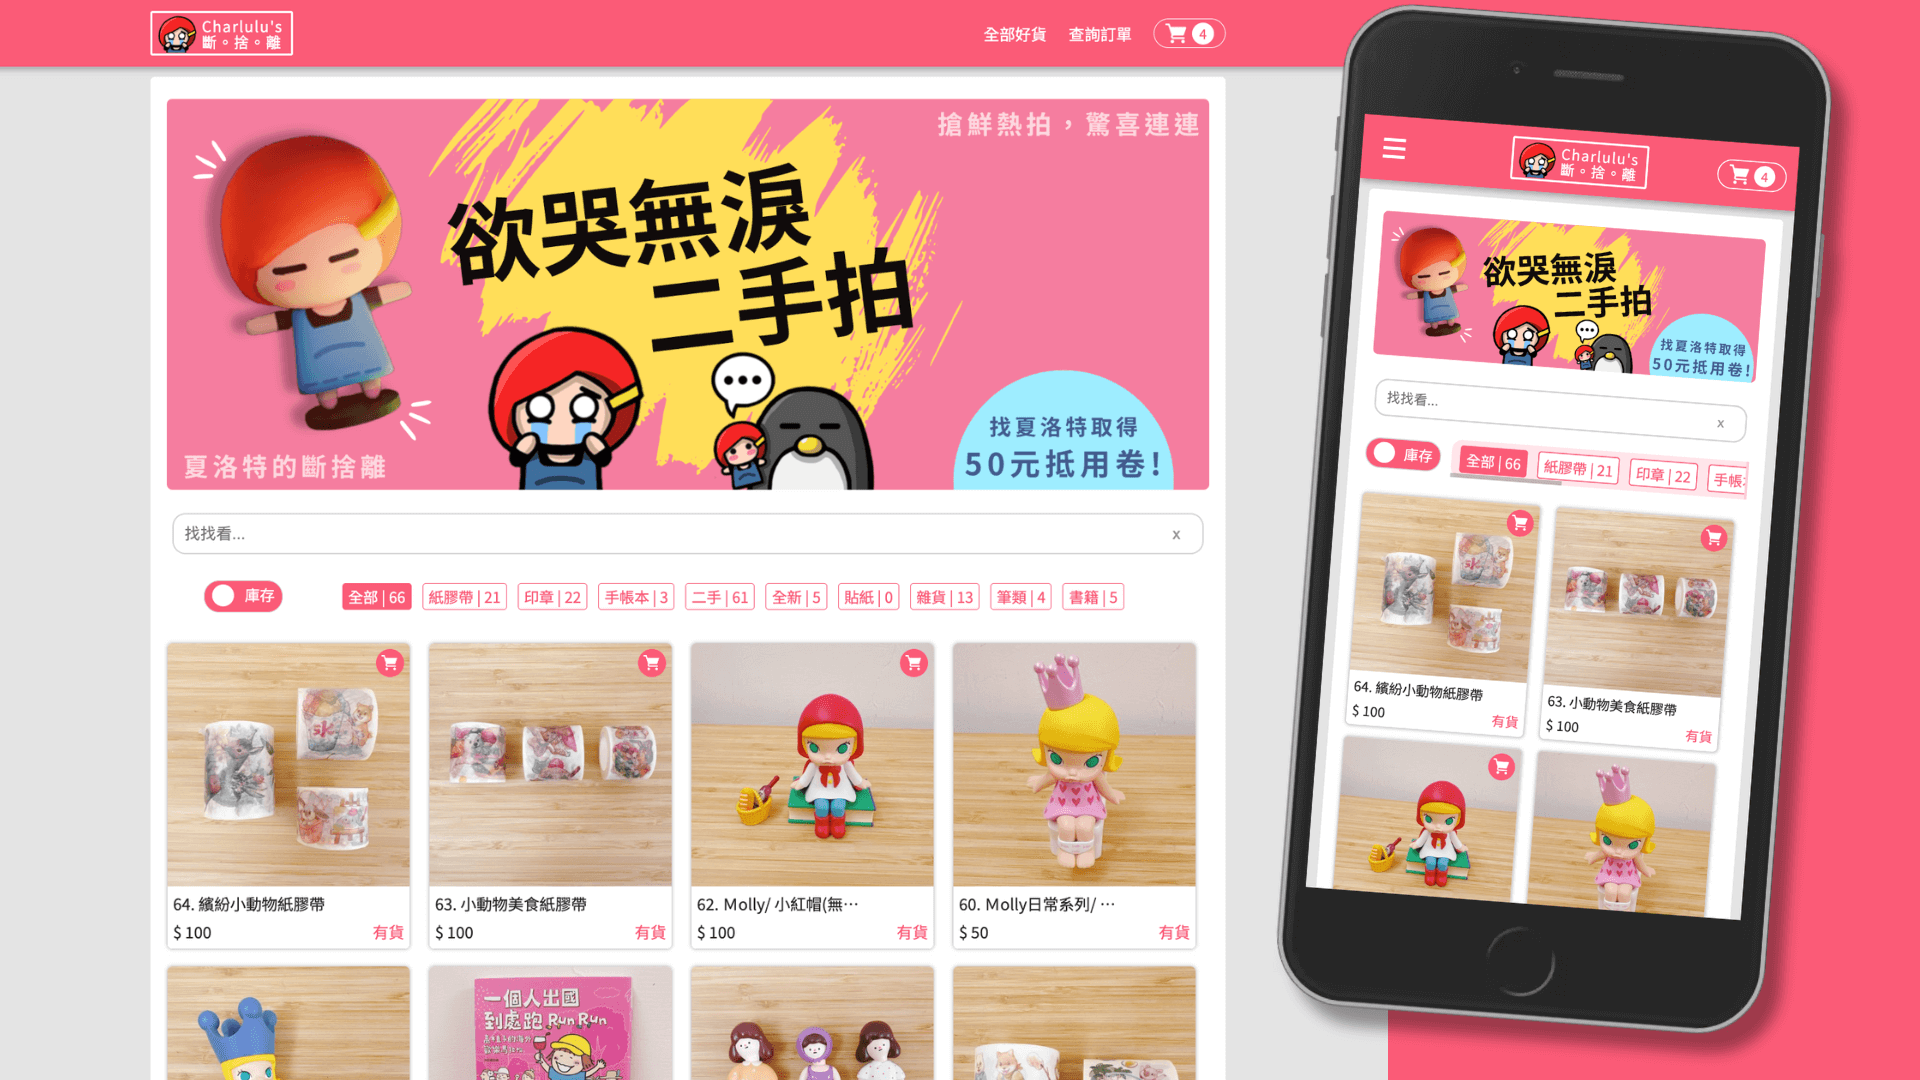 Charlulu's
斷。捨。離
全部好貨 查詢訂單 4
搶鮮熱拍,驚喜連連
欲哭無淚
二手拍
夏洛特的斷捨離
找夏洛特取得
50元抵用卷!
找找看... x
庫存 全部 | 66 紙膠帶 | 21 印章 | 22 手帳本 | 3 二手 | 61 全新 | 5 貼紙 | 0 雜貨 | 13 筆類 | 4 書籍 | 5
64. 繽紛小動物紙膠帶
$ 100 有貨
63. 小動物美食紙膠帶
$ 100 有貨
62. Molly/ 小紅帽(無…
$ 100 有貨
60. Molly日常系列/ …
$ 50 有貨
一個人出國
到處跑 Run Run
Charlulu's
斷。捨。離
4
欲哭無淚
二手拍
找夏洛特取得
50元抵用卷!
找找看... x
庫存 全部 | 66 紙膠帶 | 21 印章 | 22 手帳
64. 繽紛小動物紙膠帶
$ 100 有貨
63. 小動物美食紙膠帶
$ 100 有貨